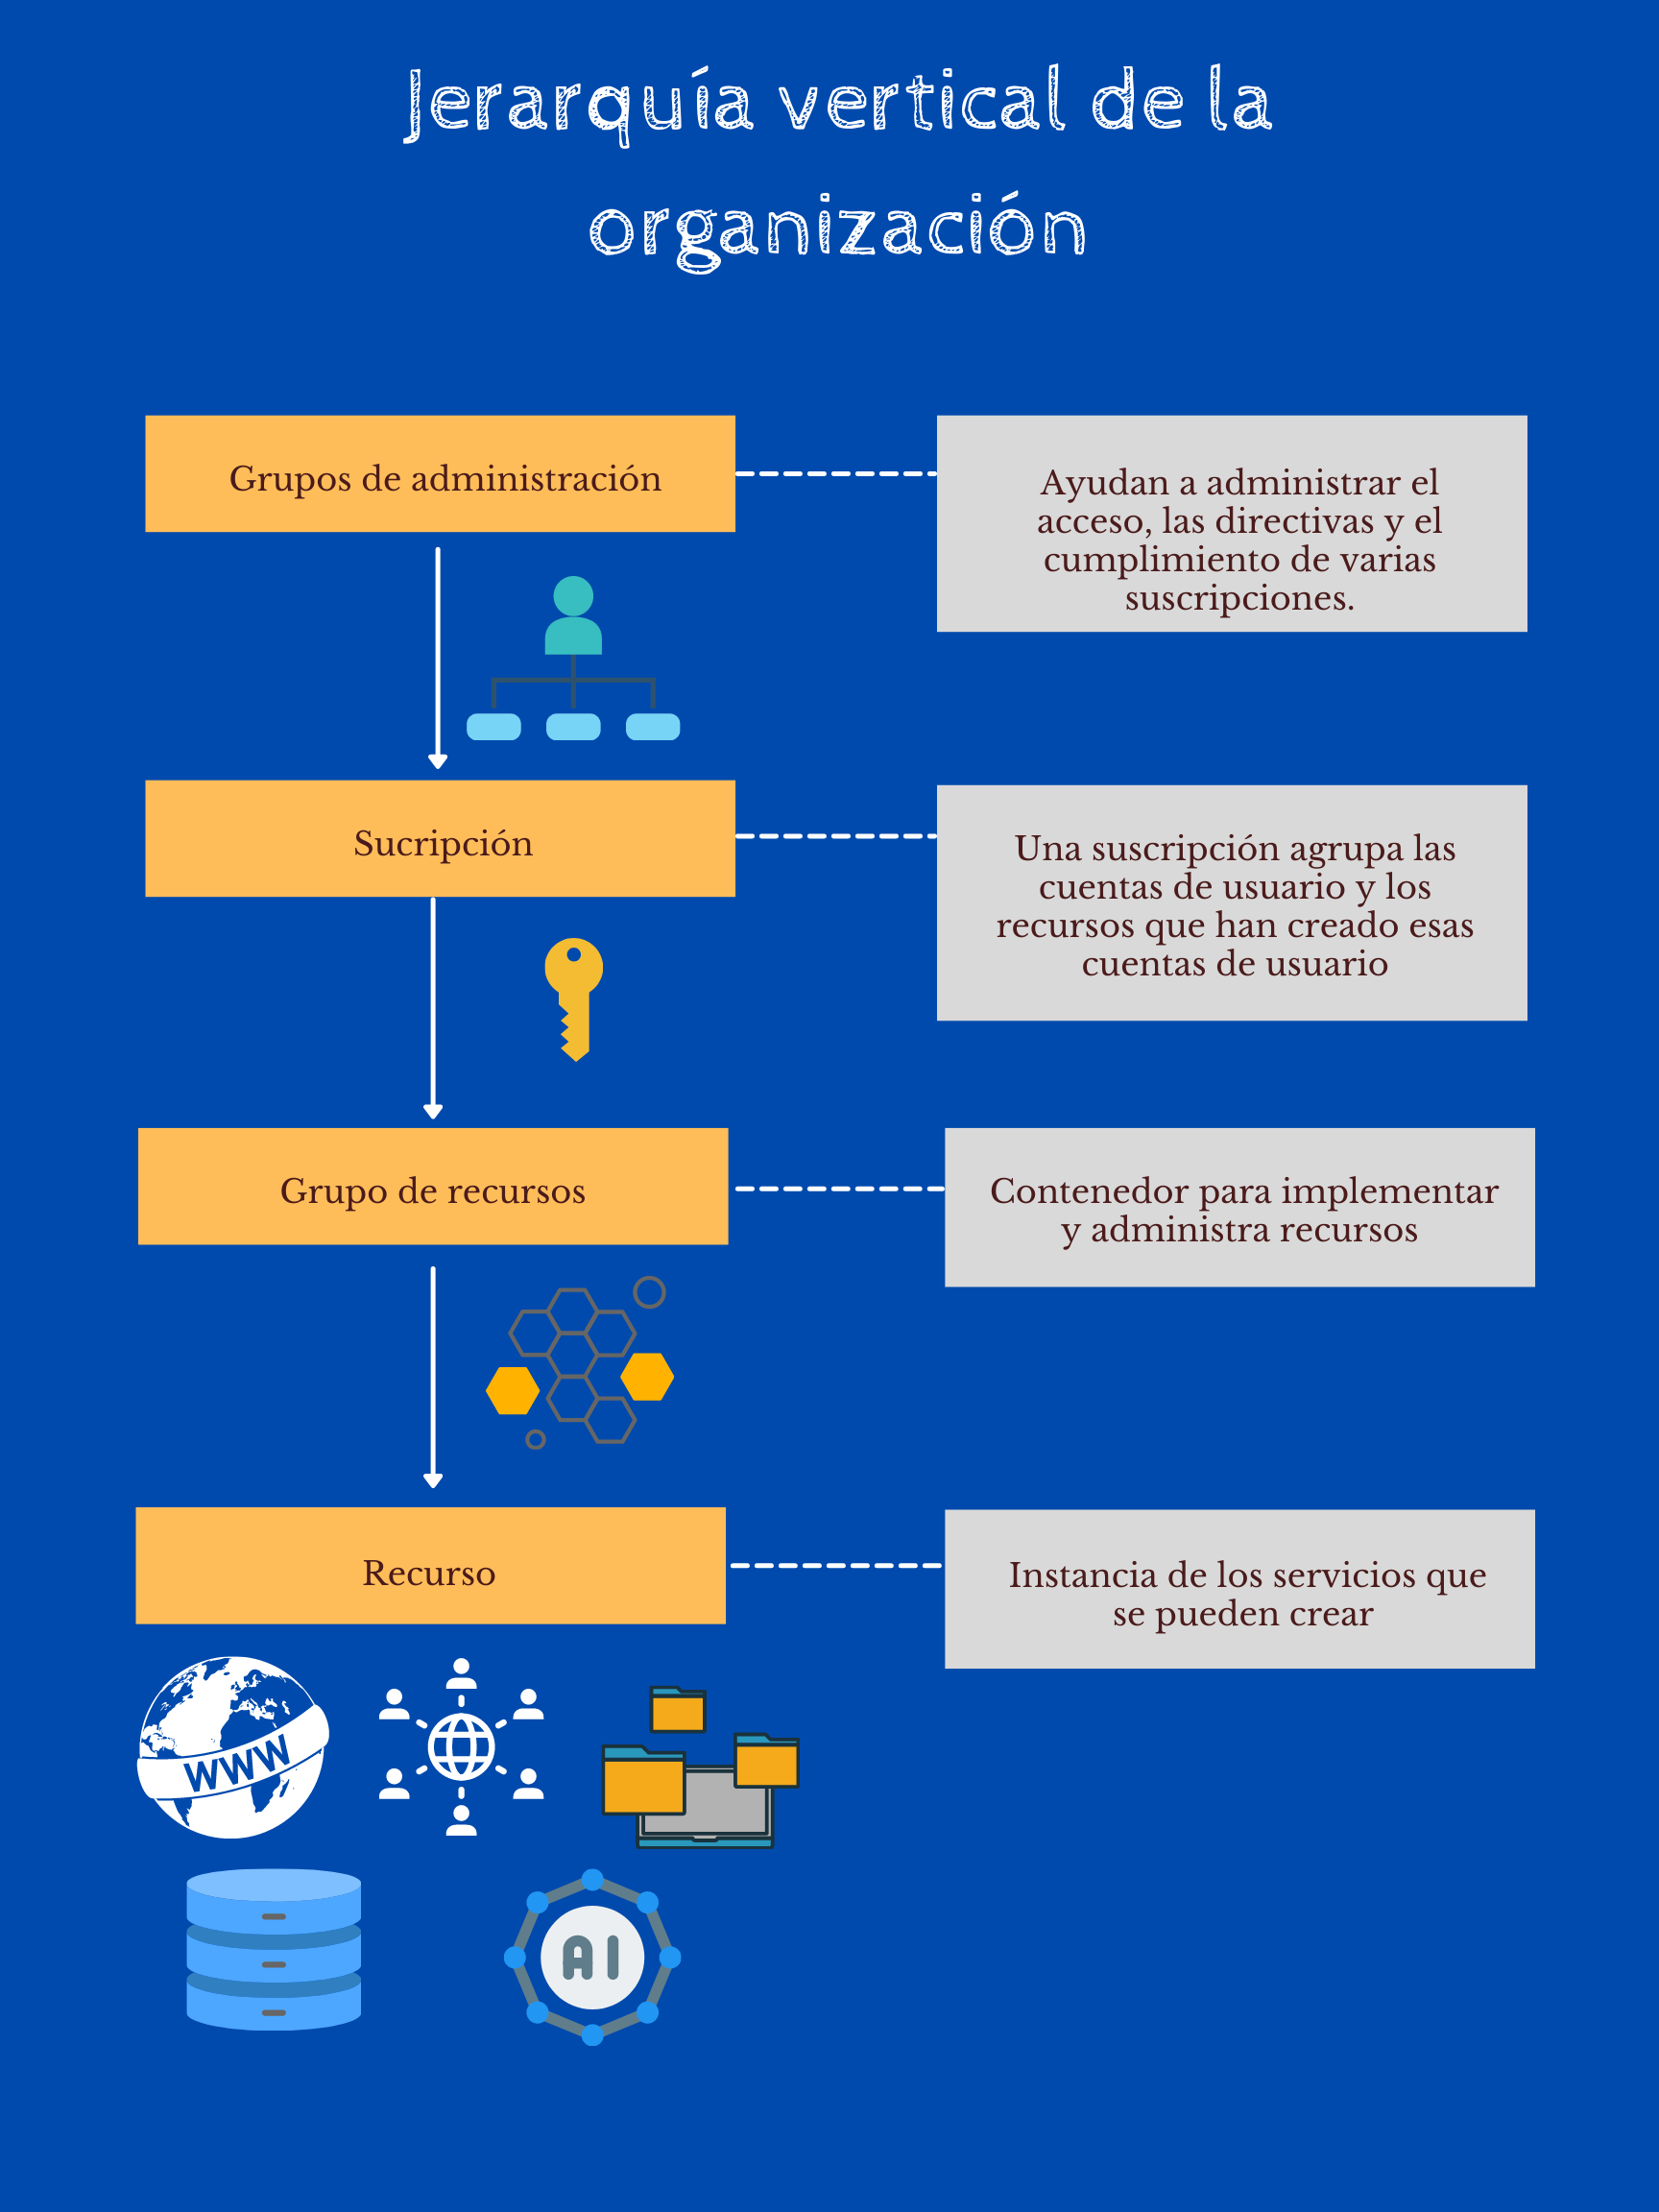 Jerarquía vertical de la
organización
Grupos de administración
Ayudan a administrar el
acceso, las directivas y el
cumplimiento de varias
suscripciones.
Sucripción
Una suscripción agrupa las
cuentas de usuario y los
recursos que han creado esas
cuentas de usuario
Grupo de recursos
Contenedor para implementar
y administra recursos
Recurso
Instancia de los servicios que
se pueden crear
WWW
AI